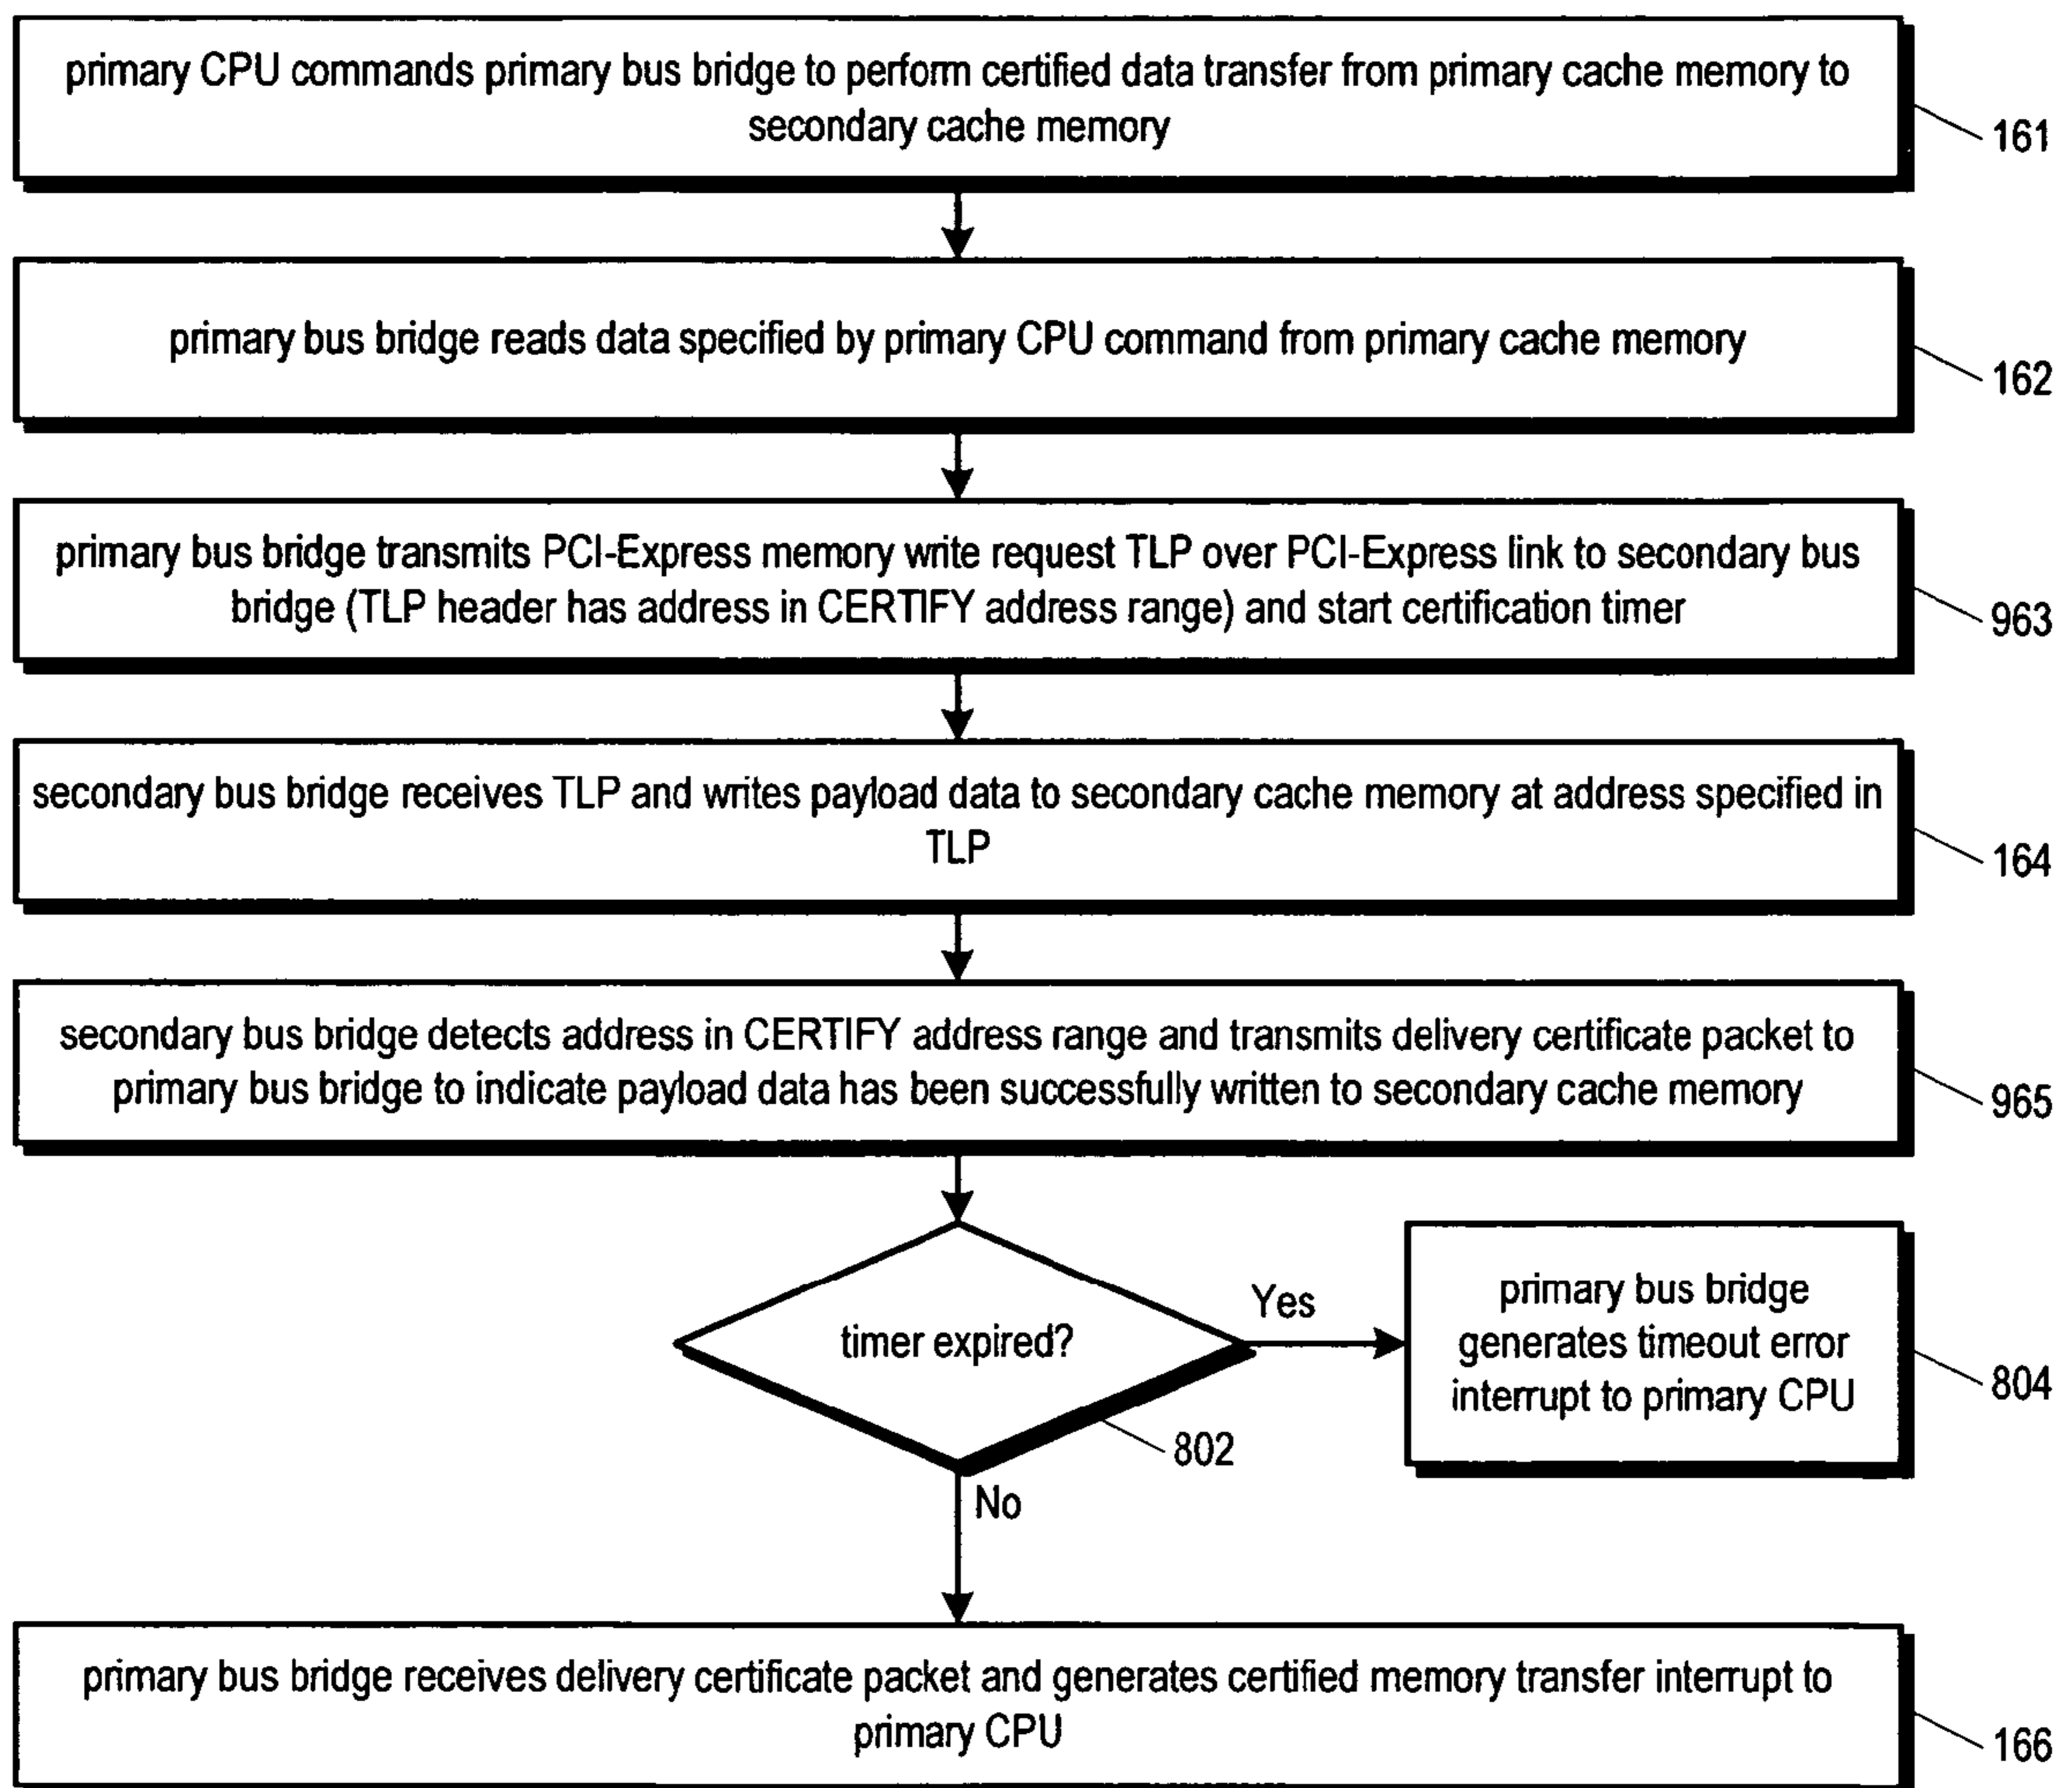 primary CPU commands primary bus bridge to perform certified data transfer from primary cache memory to
secondary cache memory
161
primary bus bridge reads data specified by primary CPU command from primary cache memory
162
primary bus bridge transmits PCI-Express memory write request TLP over PCI-Express link to secondary bus
bridge (TLP header has address in CERTIFY address range) and start certification timer
963
secondary bus bridge receives TLP and writes payload data to secondary cache memory at address specified in
TLP
164
secondary bus bridge detects address in CERTIFY address range and transmits delivery certificate packet to
primary bus bridge to indicate payload data has been successfully written to secondary cache memory
965
timer expired?
802
Yes
primary bus bridge
generates timeout error
interrupt to primary CPU
804
No
primary bus bridge receives delivery certificate packet and generates certified memory transfer interrupt to
primary CPU
166